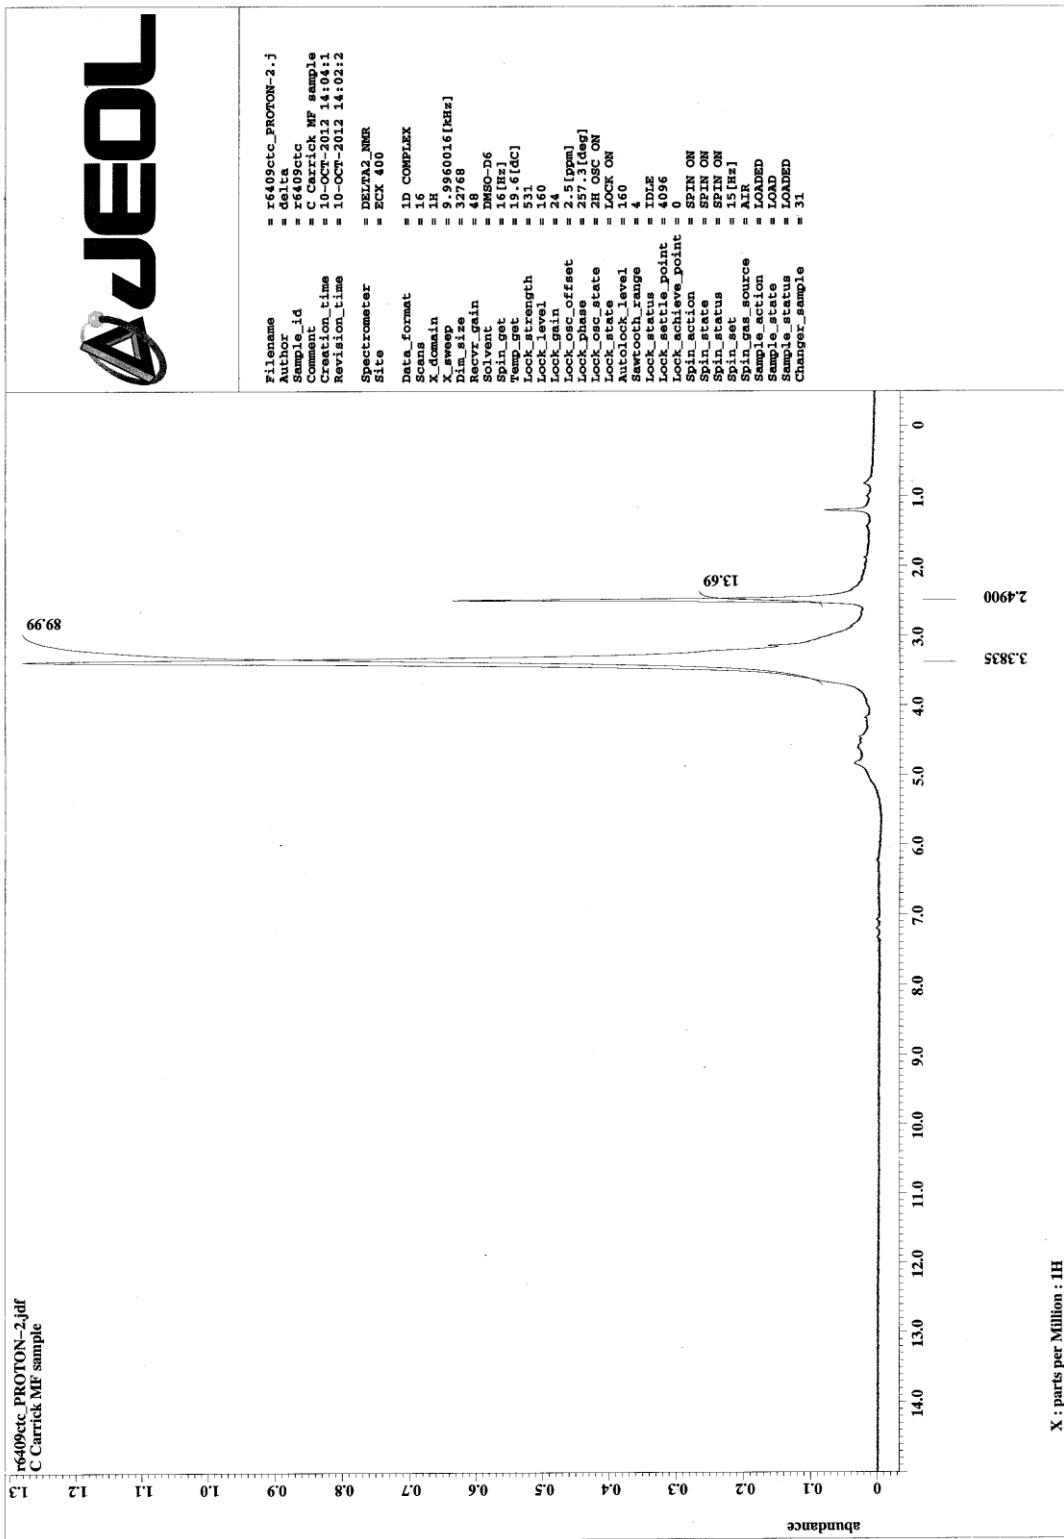 r6409ctc_PROTON-2.jdf
C Carrick MF sample
JEOL
Filename = r6409ctc_PROTON-2.j
Author = delta
Sample_id = r6409ctc
Comment = C Carrick MF sample
Creation_time = 10-OCT-2012 14:04:1
Revision_time = 10-OCT-2012 14:02:2
Spectrometer = DELTA2_NMR
Site = ECX 400
Data_format = 1D COMPLEX
Scans = 16
X_domain = 1H
X_sweep = 9.9960016[kHz]
Dim_size = 32768
Recvr_gain = 48
Solvent = DMSO-D6
Spin_get = 16[Hz]
Temp_get = 19.6[dC]
Lock_strength = 531
Lock_level = 160
Lock_gain = 24
Lock_osc_offset = 2.5[ppm]
Lock_phase = 257.3[deg]
Lock_osc_state = 2H OSC ON
Lock_state = LOCK ON
Autolock_level = 160
Sawtooth_range = 4
Lock_status = IDLE
Lock_settle_point = 4096
Lock_achieve_point = 0
Spin_action = SPIN ON
Spin_state = SPIN ON
Spin_status = SPIN ON
Spin_set = 15[Hz]
Spin_gas_source = AIR
Sample_action = LOADED
Sample_state = LOAD
Sample_status = LOADED
Changer_sample = 31
abundance
1.3
1.2
1.1
1.0
0.9
0.8
0.7
0.6
0.5
0.4
0.3
0.2
0.1
0
89.99
13.69
14.0 13.0 12.0 11.0 10.0 9.0 8.0 7.0 6.0 5.0 4.0 3.0 2.0 1.0 0
3.3835
2.4900
X : parts per Million : 1H